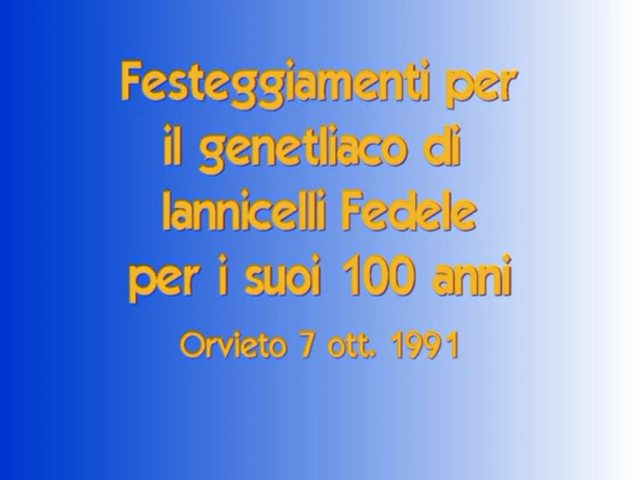 Festeggiamenti per
il genetliaco di
Iannicelli Fedele
per i suoi 100 anni
Orvieto 7 ott. 1991